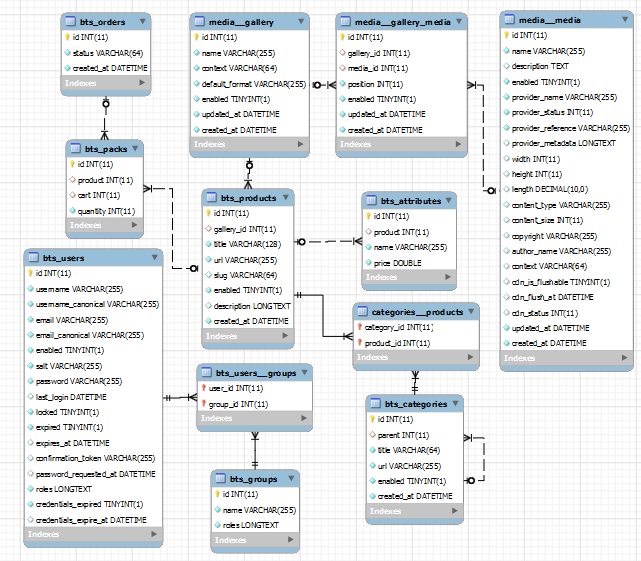 bts_orders
id INT(11)
status VARCHAR(64)
created_at DATETIME
Indexes
media__gallery
id INT(11)
name VARCHAR(255)
context VARCHAR(64)
default_format VARCHAR(255)
enabled TINYINT(1)
updated_at DATETIME
created_at DATETIME
Indexes
media__gallery_media
id INT(11)
gallery_id INT(11)
media_id INT(11)
position INT(11)
enabled TINYINT(1)
updated_at DATETIME
created_at DATETIME
Indexes
media__media
id INT(11)
name VARCHAR(255)
description TEXT
enabled TINYINT(1)
provider_name VARCHAR(255)
provider_status INT(11)
provider_reference VARCHAR(255)
provider_metadata LONGTEXT
width INT(11)
height INT(11)
length DECIMAL(10,0)
content_type VARCHAR(255)
content_size INT(11)
copyright VARCHAR(255)
author_name VARCHAR(255)
context VARCHAR(64)
cdn_is_flushable TINYINT(1)
cdn_flush_at DATETIME
cdn_status INT(11)
updated_at DATETIME
created_at DATETIME
Indexes
bts_packs
id INT(11)
product INT(11)
cart INT(11)
quantity INT(11)
Indexes
bts_products
id INT(11)
gallery_id INT(11)
title VARCHAR(128)
url VARCHAR(255)
slug VARCHAR(64)
enabled TINYINT(1)
description LONGTEXT
created_at DATETIME
Indexes
bts_attributes
id INT(11)
product INT(11)
name VARCHAR(255)
price DOUBLE
Indexes
bts_users
id INT(11)
username VARCHAR(255)
username_canonical VARCHAR(255)
email VARCHAR(255)
email_canonical VARCHAR(255)
enabled TINYINT(1)
salt VARCHAR(255)
password VARCHAR(255)
last_login DATETIME
locked TINYINT(1)
expired TINYINT(1)
expires_at DATETIME
confirmation_token VARCHAR(255)
password_requested_at DATETIME
roles LONGTEXT
credentials_expired TINYINT(1)
credentials_expire_at DATETIME
Indexes
categories__products
category_id INT(11)
product_id INT(11)
Indexes
bts_users__groups
user_id INT(11)
group_id INT(11)
Indexes
bts_categories
id INT(11)
parent INT(11)
title VARCHAR(64)
url VARCHAR(255)
enabled TINYINT(1)
created_at DATETIME
Indexes
bts_groups
id INT(11)
name VARCHAR(255)
roles LONGTEXT
Indexes